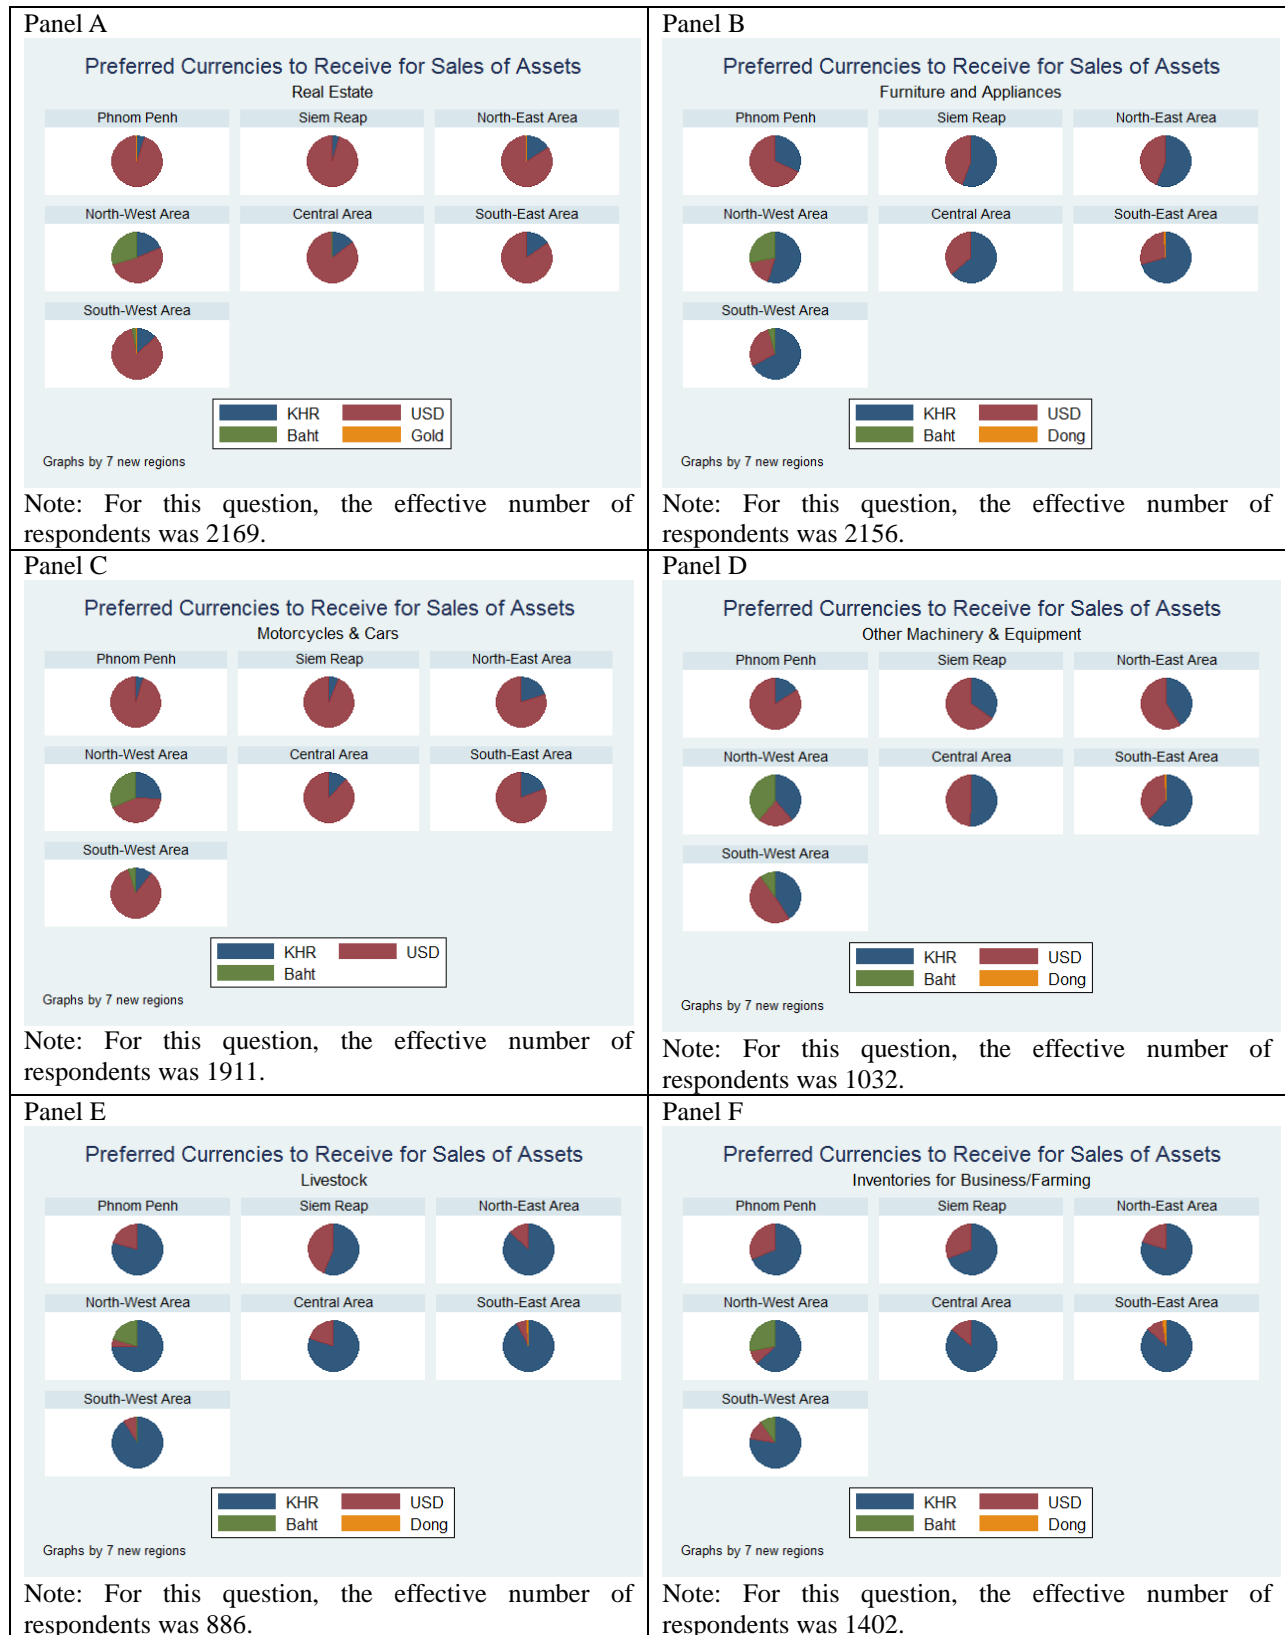 Panel A
Preferred Currencies to Receive for Sales of Assets
Real Estate
Phnom Penh
Siem Reap
North-East Area
North-West Area
Central Area
South-East Area
South-West Area
KHR
USD
Baht
Gold
Graphs by 7 new regions
Note: For this question, the effective number of
respondents was 2169.
Panel B
Preferred Currencies to Receive for Sales of Assets
Furniture and Appliances
Phnom Penh
Siem Reap
North-East Area
North-West Area
Central Area
South-East Area
South-West Area
KHR
USD
Baht
Dong
Graphs by 7 new regions
Note: For this question, the effective number of
respondents was 2156.
Panel C
Preferred Currencies to Receive for Sales of Assets
Motorcycles & Cars
Phnom Penh
Siem Reap
North-East Area
North-West Area
Central Area
South-East Area
South-West Area
KHR
USD
Baht
Graphs by 7 new regions
Note: For this question, the effective number of
respondents was 1911.
Panel D
Preferred Currencies to Receive for Sales of Assets
Other Machinery & Equipment
Phnom Penh
Siem Reap
North-East Area
North-West Area
Central Area
South-East Area
South-West Area
KHR
USD
Baht
Dong
Graphs by 7 new regions
Note: For this question, the effective number of
respondents was 1032.
Panel E
Preferred Currencies to Receive for Sales of Assets
Livestock
Phnom Penh
Siem Reap
North-East Area
North-West Area
Central Area
South-East Area
South-West Area
KHR
USD
Baht
Dong
Graphs by 7 new regions
Note: For this question, the effective number of
respondents was 886.
Panel F
Preferred Currencies to Receive for Sales of Assets
Inventories for Business/Farming
Phnom Penh
Siem Reap
North-East Area
North-West Area
Central Area
South-East Area
South-West Area
KHR
USD
Baht
Dong
Graphs by 7 new regions
Note: For this question, the effective number of
respondents was 1402.